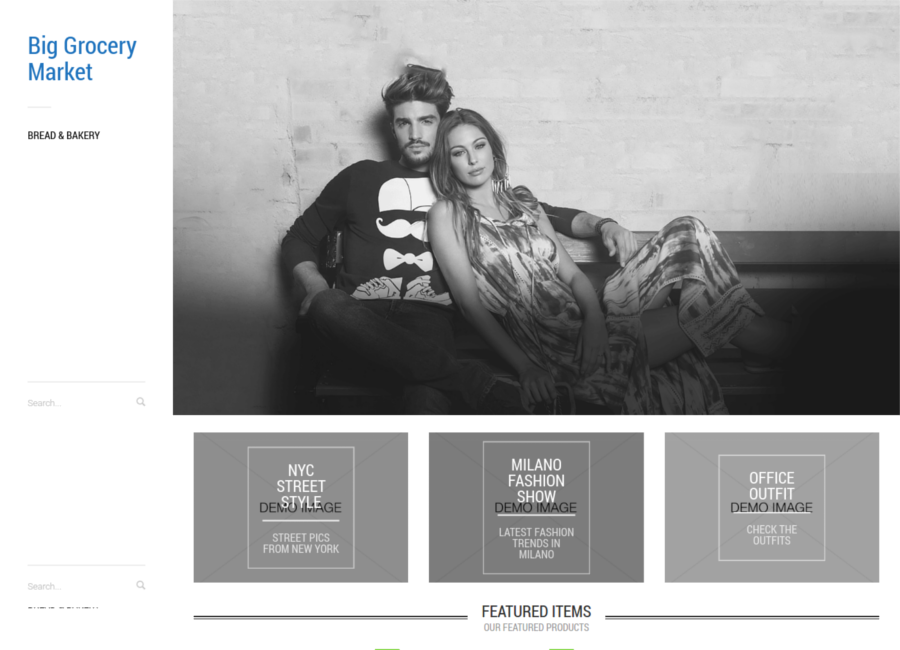 Big Grocery
Market
BREAD & BAKERY
Search...
Search...
NYC
STREET
STYLE
DEMO IMAGE
STREET PICS
FROM NEW YORK
MILANO
FASHION
SHOW
DEMO IMAGE
LATEST FASHION
TRENDS IN
MILANO
OFFICE
OUTFIT
DEMO IMAGE
CHECK THE
OUTFITS
FEATURED ITEMS
OUR FEATURED PRODUCTS